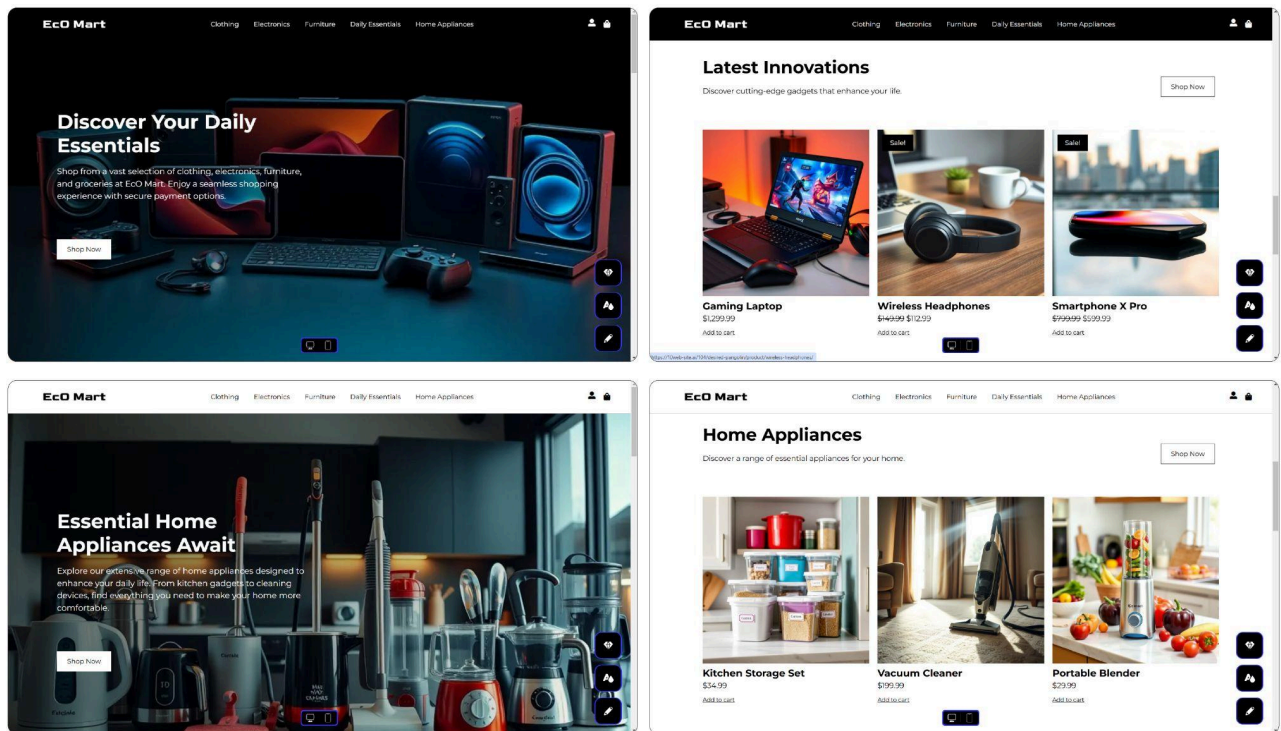 EcO Mart
Clothing Electronics Furniture Daily Essentials Home Appliances
Discover Your Daily
Essentials
Shop from a vast selection of clothing, electronics, furniture,
and groceries at EcO Mart. Enjoy a seamless shopping
experience with secure payment options.
Shop Now
EcO Mart
Clothing Electronics Furniture Daily Essentials Home Appliances
Latest Innovations
Discover cutting-edge gadgets that enhance your life.
Shop Now
Sale!
Sale!
Gaming Laptop
$1,299.99
Add to cart
Wireless Headphones
$149.99 $112.99
Add to cart
Smartphone X Pro
$799.99 $599.99
Add to cart
EcO Mart
Clothing Electronics Furniture Daily Essentials Home Appliances
Essential Home
Appliances Await
Explore our extensive range of home appliances designed to
enhance your daily life. From kitchen gadgets to cleaning
devices, find everything you need to make your home more
comfortable.
Shop Now
EcO Mart
Clothing Electronics Furniture Daily Essentials Home Appliances
Home Appliances
Discover a range of essential appliances for your home.
Shop Now
Kitchen Storage Set
$34.99
Add to cart
Vacuum Cleaner
$199.99
Add to cart
Portable Blender
$29.99
Add to cart